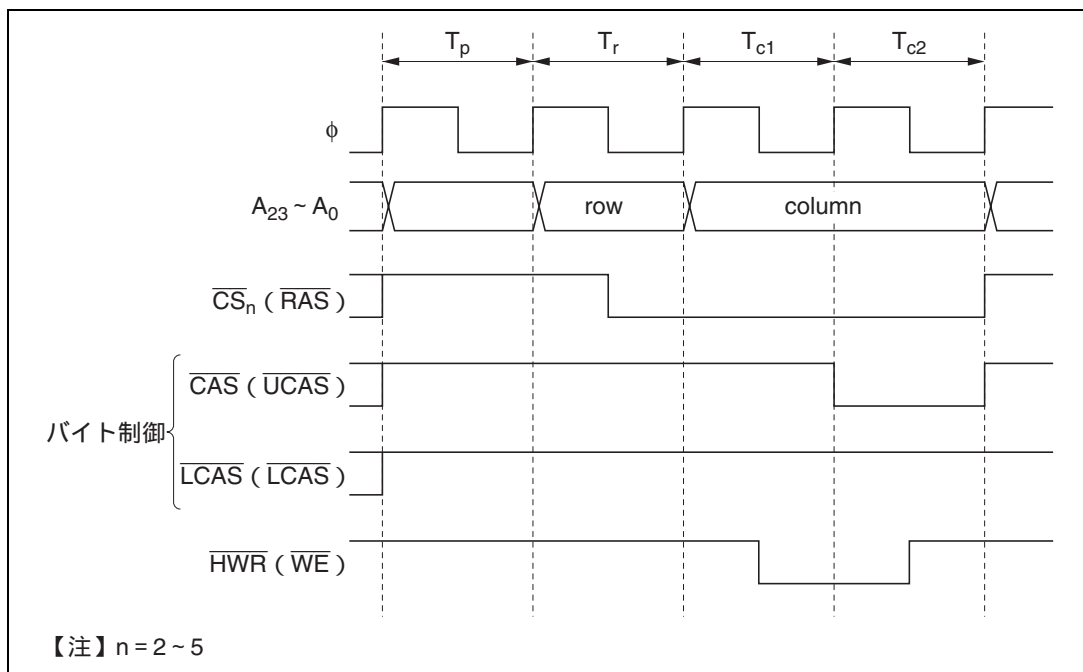 Tp Tr Tc1 Tc2
φ
A23 ~ A0 row column
CSn ( RAS )
バイト制御
CAS ( UCAS )
LCAS ( LCAS )
HWR ( WE )
【注】n = 2 ~ 5